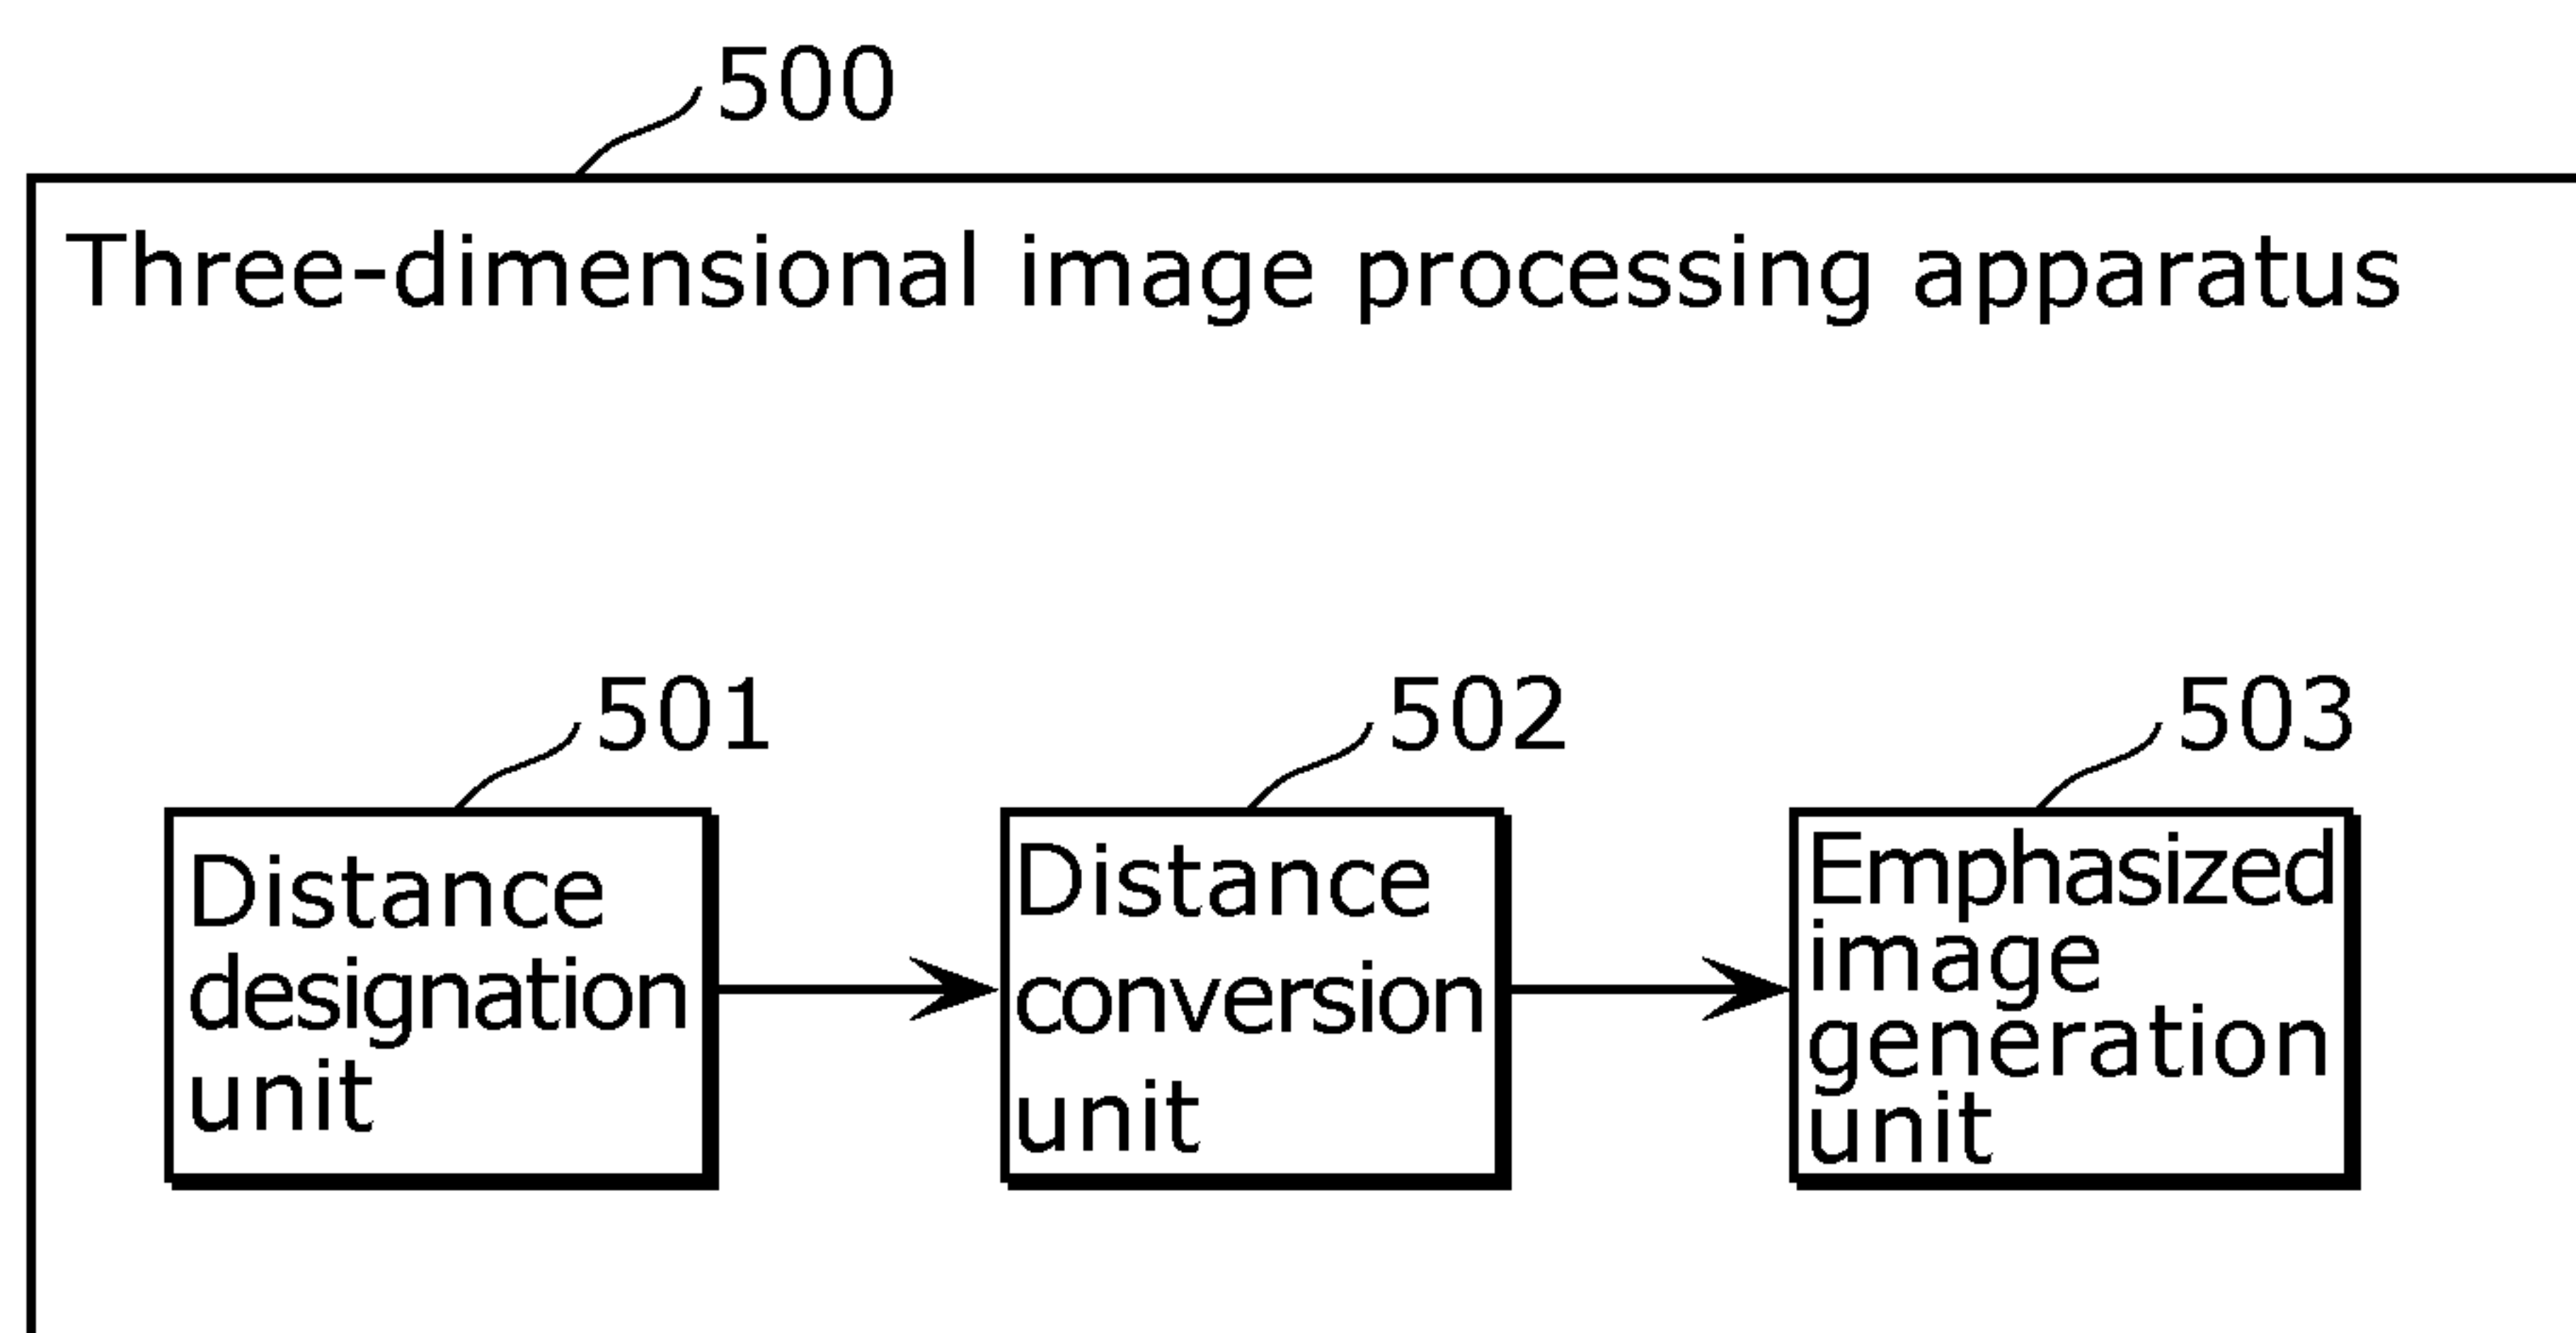 500
Three-dimensional image processing apparatus
501
502
503
Distance
designation
unit
Distance
conversion
unit
Emphasized
image
generation
unit